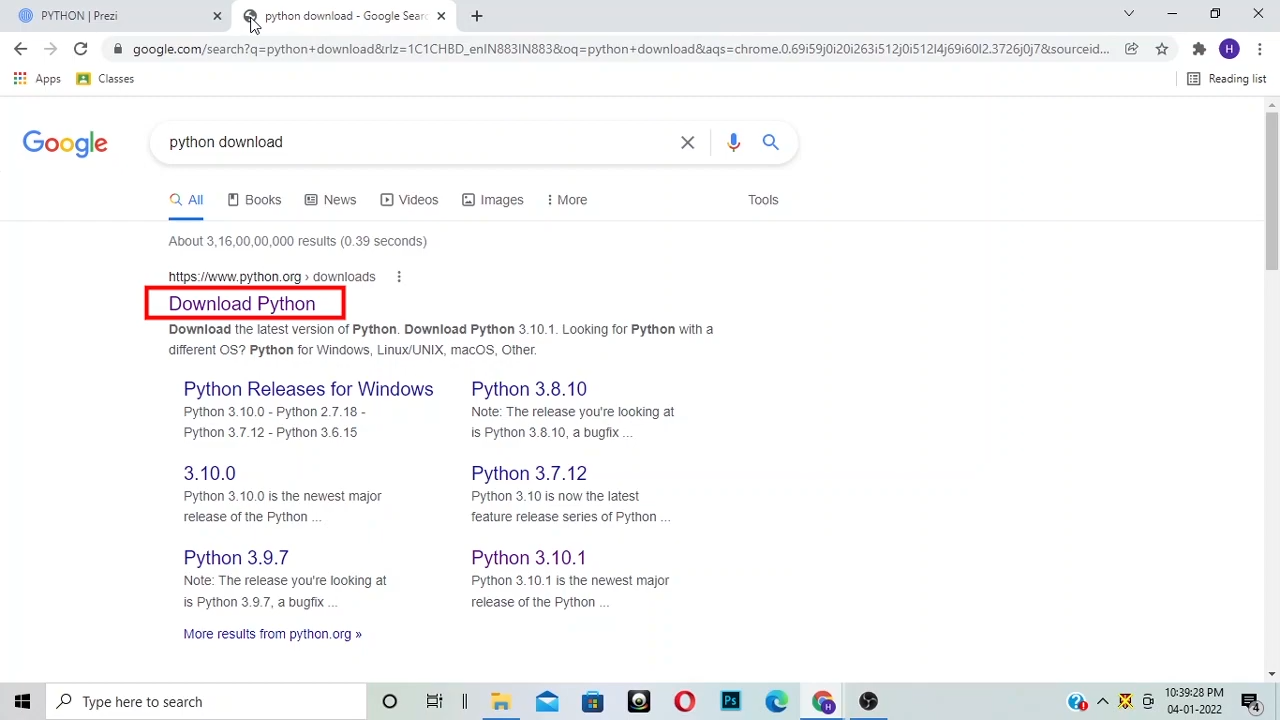 PYTHON | Prezi
python download - Google Sear
google.com/search?q=python+download&rlz=1C1CHBD_enIN883IN883&oq=python+download&aqs=chrome.0.69i59j0i20i263i512j0i512l4j69i60l2.3726j0j7&sourceid...
H
Apps
Classes
Reading list
Google
python download
All
Books
News
Videos
Images
More
Tools
About 3,16,00,00,000 results (0.39 seconds)
https://www.python.org › downloads
Download Python
Download the latest version of Python. Download Python 3.10.1. Looking for Python with a
different OS? Python for Windows, Linux/UNIX, macOS, Other.
Python Releases for Windows
Python 3.10.0 - Python 2.7.18 -
Python 3.7.12 - Python 3.6.15
Python 3.8.10
Note: The release you're looking at
is Python 3.8.10, a bugfix ...
3.10.0
Python 3.10.0 is the newest major
release of the Python ...
Python 3.7.12
Python 3.10 is now the latest
feature release series of Python ...
Python 3.9.7
Note: The release you're looking at
is Python 3.9.7, a bugfix ...
Python 3.10.1
Python 3.10.1 is the newest major
release of the Python ...
More results from python.org »
Type here to search
Ps
H
10:39:28 PM
04-01-2022
4